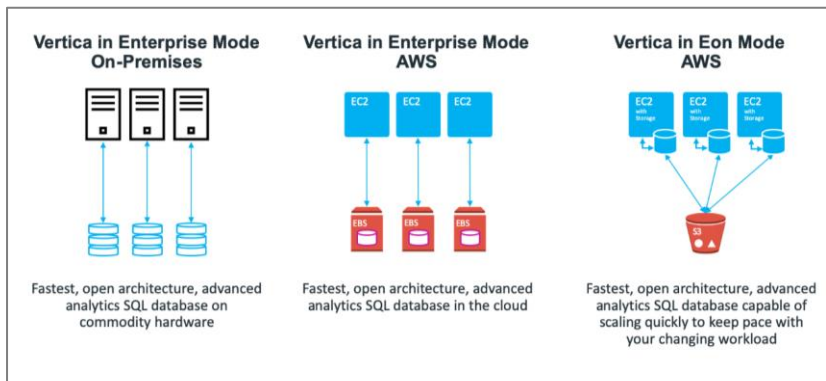 Vertica in Enterprise Mode
On-Premises
Fastest, open architecture, advanced
analytics SQL database on
commodity hardware
Vertica in Enterprise Mode
AWS
EC2
EC2
EC2
EBS
EBS
EBS
Fastest, open architecture, advanced
analytics SQL database in the cloud
Vertica in Eon Mode
AWS
EC2
with
Storage
EC2
with
Storage
EC2
with
Storage
S3
Fastest, open architecture, advanced
analytics SQL database capable of
scaling quickly to keep pace with
your changing workload